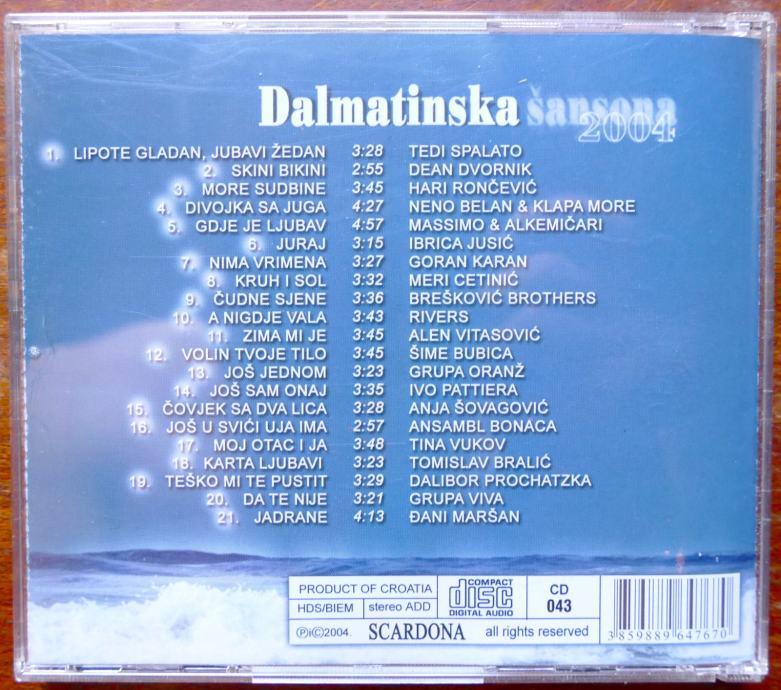 Dalmatinska šansona
2004
1. LIPOTE GLADAN, JUBAVI ŽEDAN 3:28 TEDI SPALATO
2. SKINI BIKINI 2:55 DEAN DVORNIK
3. MORE SUDBINE 3:45 HARI RONČEVIĆ
4. DIVOJKA SA JUGA 4:27 NENO BELAN & KLAPA MORE
5. GDJE JE LJUBAV 4:57 MASSIMO & ALKEMIČARI
6. JURAJ 3:15 IBRICA JUSIĆ
7. NIMA VRIMENA 3:27 GORAN KARAN
8. KRUH I SOL 3:32 MERI CETINIĆ
9. ČUDNE SJENE 3:36 BREŠKOVIĆ BROTHERS
10. A NIGDJE VALA 3:43 RIVERS
11. ZIMA MI JE 3:45 ALEN VITASOVIĆ
12. VOLIN TVOJE TILO 3:45 ŠIME BUBICA
13. JOŠ JEDNOM 3:23 GRUPA ORANŽ
14. JOŠ SAM ONAJ 3:35 IVO PATTIERA
15. ČOVJEK SA DVA LICA 3:28 ANJA ŠOVAGOVIĆ
16. JOŠ U SVIĆI UJA IMA 2:57 ANSAMBL BONACA
17. MOJ OTAC I JA 3:48 TINA VUKOV
18. KARTA LJUBAVI 3:23 TOMISLAV BRALIĆ
19. TEŠKO MI TE PUSTIT 3:29 DALIBOR PROCHATZKA
20. DA TE NIJE 3:21 GRUPA VIVA
21. JADRANE 4:13 ĐANI MARŠAN
PRODUCT OF CROATIA
HDS/BIEM stereo ADD
COMPACT
disc
DIGITAL AUDIO
CD
043
Ⓟi©2004. SCARDONA all rights reserved
3859889647670